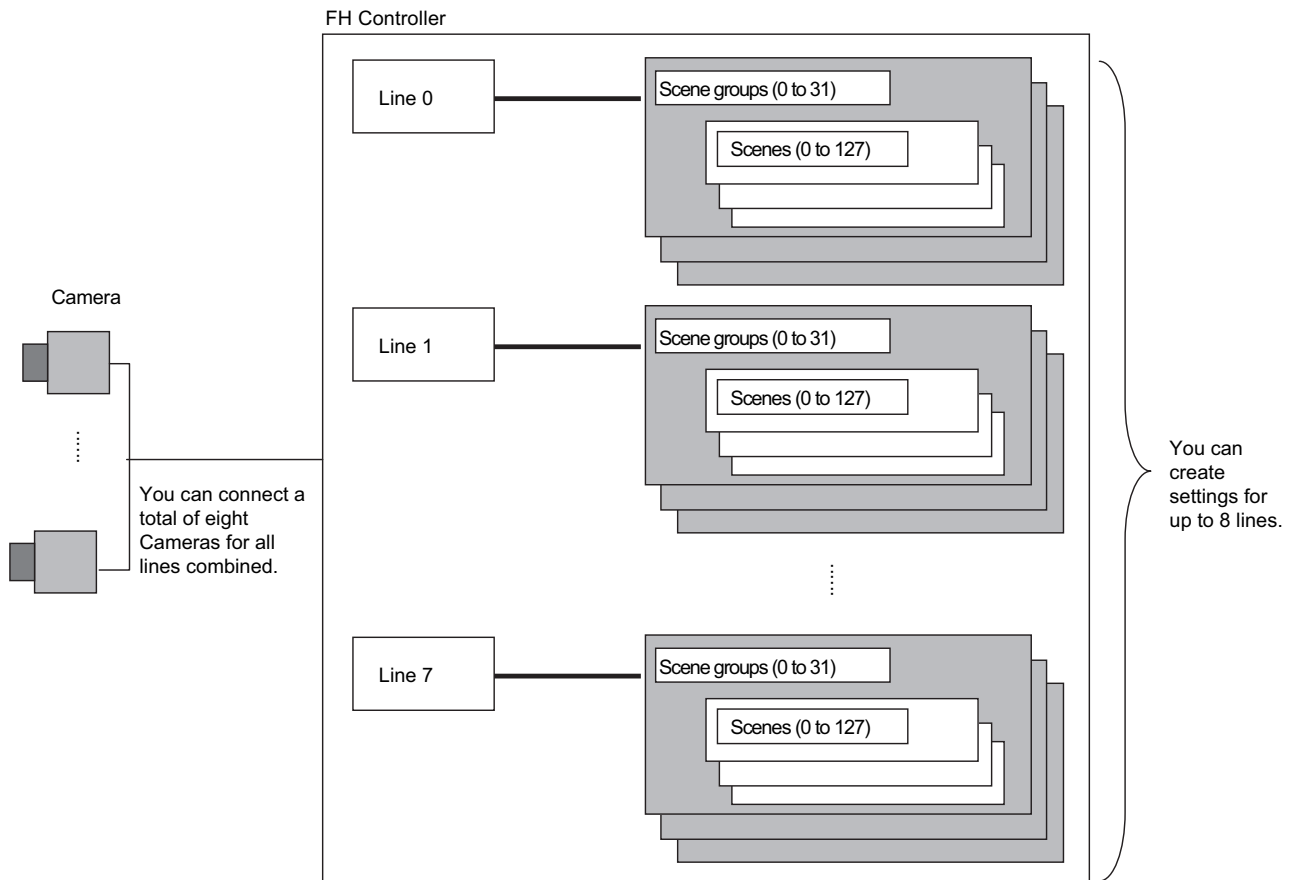 FH Controller
Line 0
Scene groups (0 to 31)
Scenes (0 to 127)
Camera
Line 1
Scene groups (0 to 31)
Scenes (0 to 127)
You can connect a
total of eight
Cameras for all
lines combined.
You can
create
settings for
up to 8 lines.
Line 7
Scene groups (0 to 31)
Scenes (0 to 127)